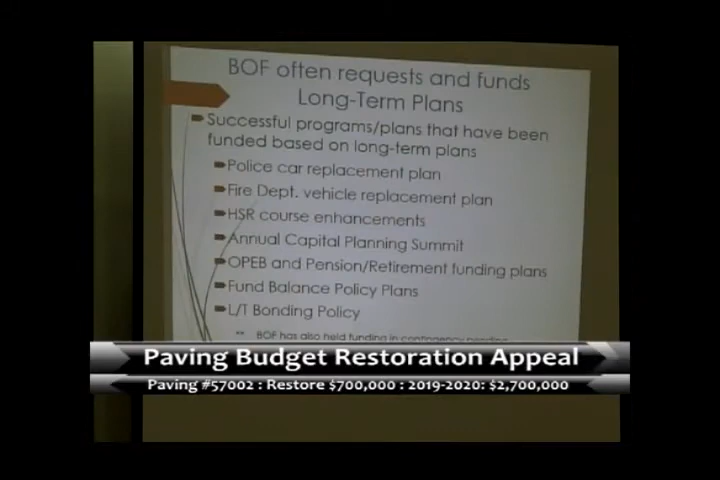 BOF often requests and funds
Long-Term Plans
Successful programs/plans that have been
funded based on long-term plans
Police car replacement plan
Fire Dept. vehicle replacement plan
HSR course enhancements
Annual Capital Planning Summit
OPEB and Pension/Retirement funding plans
Fund Balance Policy Plans
L/T Bonding Policy
** BOF has also held funding in contingency pending
Paving Budget Restoration Appeal
Paving #57002 : Restore $700,000 : 2019-2020: $2,700,000